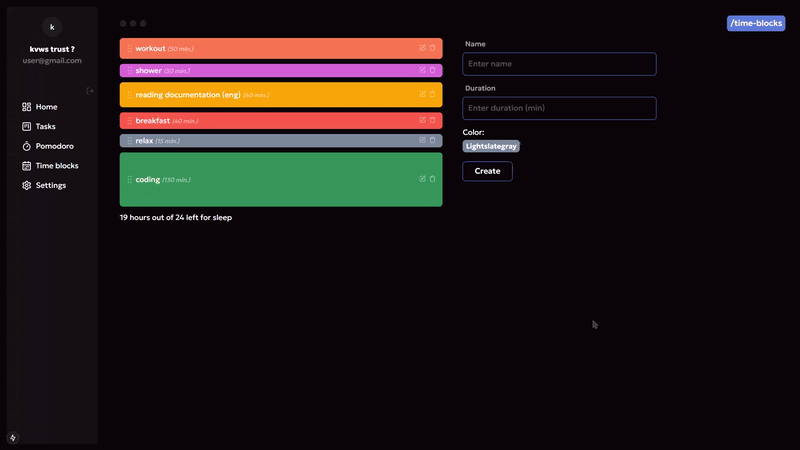 k
kvws trust ?
user@gmail.com
Home
Tasks
Pomodoro
Time blocks
Settings
/time-blocks
workout (50 min.)
shower (30 min.)
reading documentation (eng) (60 min.)
breakfast (40 min.)
relax (15 min.)
coding (130 min.)
19 hours out of 24 left for sleep
Name
Enter name
Duration
Enter duration (min)
Color:
Lightslategray
Create